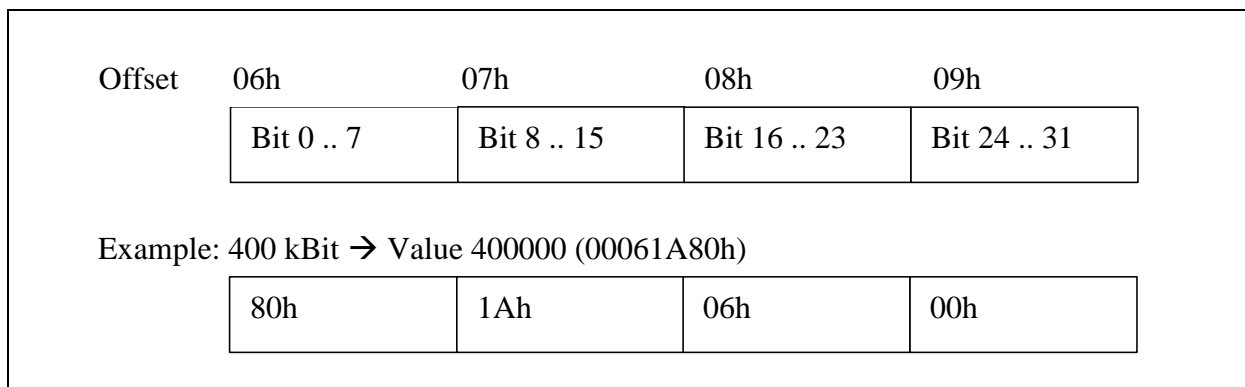 Offset 06h 07h 08h 09h
Bit 0 .. 7 Bit 8 .. 15 Bit 16 .. 23 Bit 24 .. 31
Example: 400 kBit → Value 400000 (00061A80h)
80h 1Ah 06h 00h